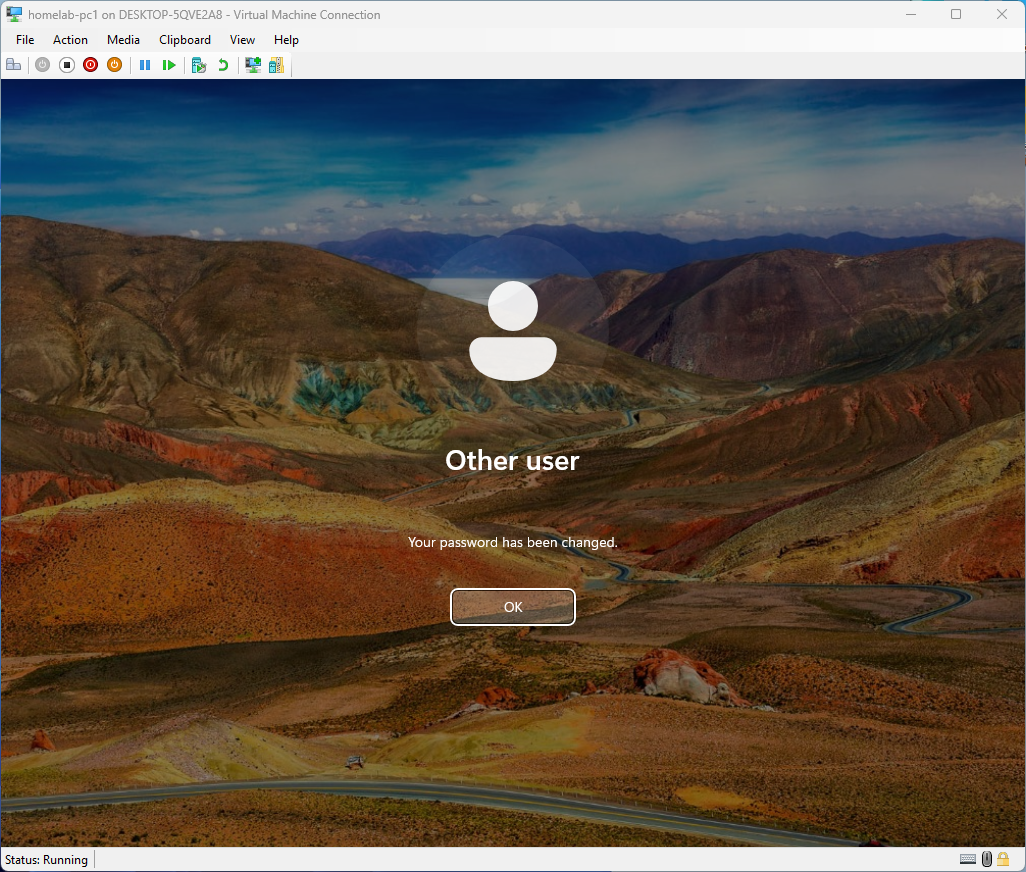 homelab-pc1 on DESKTOP-5QVE2A8 - Virtual Machine Connection
File Action Media Clipboard View Help
Other user
Your password has been changed.
OK
Status: Running